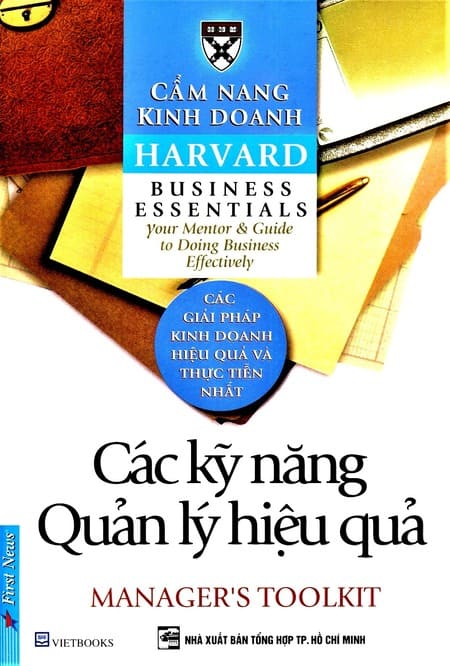 CẨM NANG
KINH DOANH
HARVARD
BUSINESS
ESSENTIALS
your Mentor & Guide
to Doing Business
Effectively
CÁC
GIẢI PHÁP
KINH DOANH
HIỆU QUẢ VÀ
THỰC TIỄN
NHẤT
Các kỹ năng
Quản lý hiệu quả
MANAGER'S TOOLKIT
First News
VIETBOOKS
NHÀ XUẤT BẢN TỔNG HỢP TP. HỒ CHÍ MINH